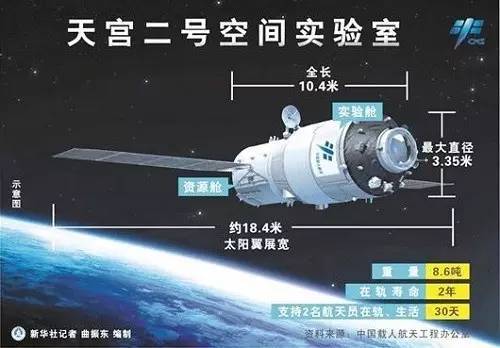 天宫二号空间实验室
CMS
全长
10.4米
实验舱
最大直径
3.35米
资源舱
示意图
约18.4米
太阳翼展宽
重量 8.6吨
在轨寿命 2年
支持2名航天员在轨、生活 30天
新华社记者 曲振东 编制
资料来源：中国载人航天工程办公室